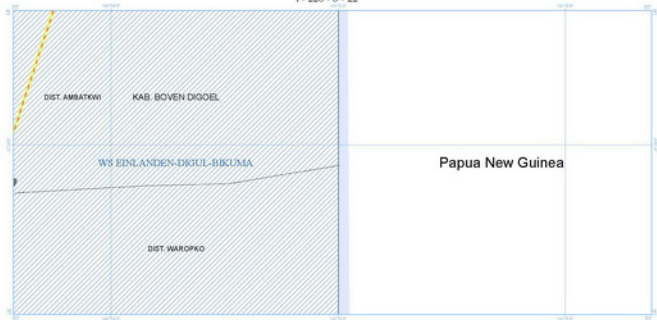 DIST. AMBATKWI
KAB. BOVEN DIGOEL
WS EINLANDEN-DIGUL-BIKUMA
Papua New Guinea
DIST. WAROPKO